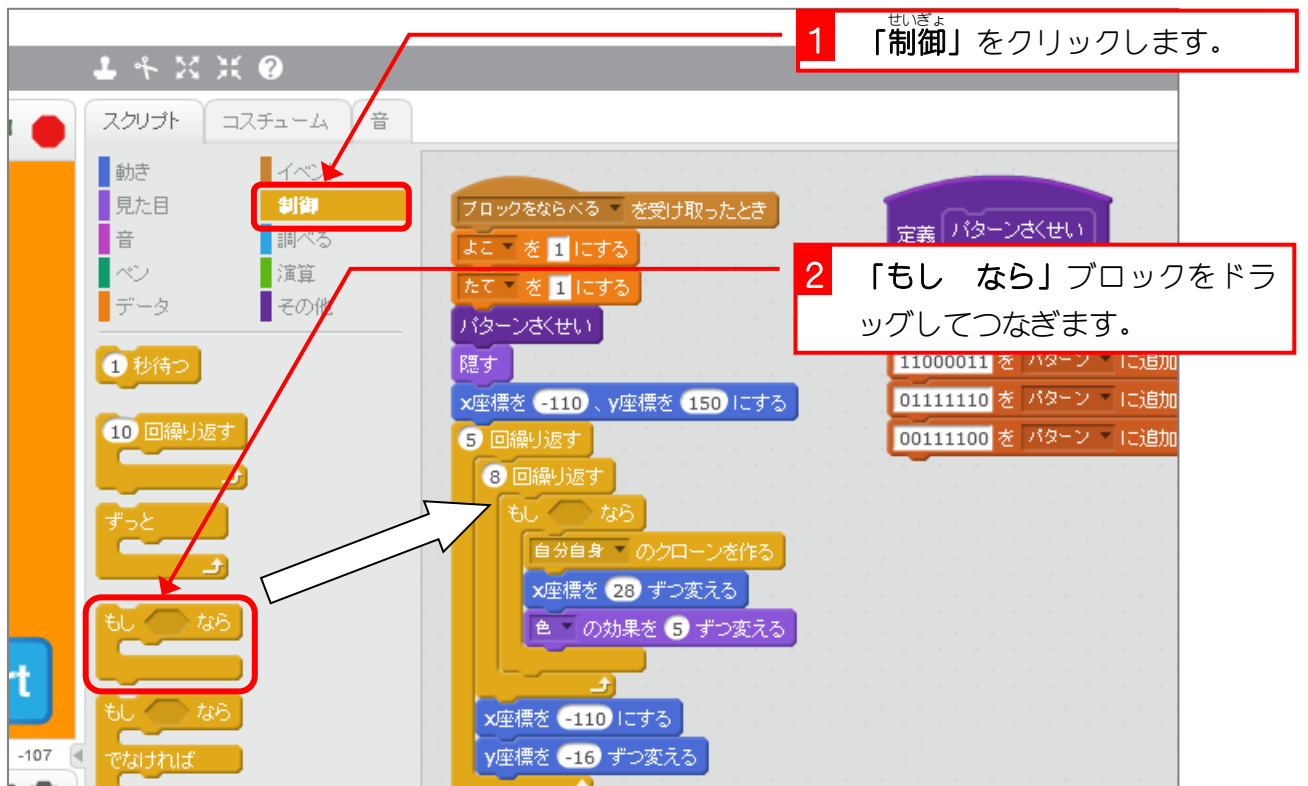 1
せいぎょ
「制御」をクリックします。
スクリプト
コスチューム
音
動き
イベント
見た目
制御
音
調べる
ペン
演算
データ
その他
1 秒待つ
10 回繰り返す
ずっと
もし なら
もし なら
でなければ
-107
rt
ブロックをならべる を受け取ったとき
よこ を 1 にする
たて を 1 にする
パターンさくせい
隠す
x座標を -110 、y座標を 150 にする
5 回繰り返す
8 回繰り返す
もし なら
自分自身 のクローンを作る
x座標を 28 ずつ変える
色 の効果を 5 ずつ変える
x座標を -110 にする
y座標を -16 ずつ変える
定義 パターンさくせい
2
「もし なら」ブロックをドラ
ッグしてつなぎます。
11000011 を パターン に追加
01111110 を パターン に追加
00111100 を パターン に追加